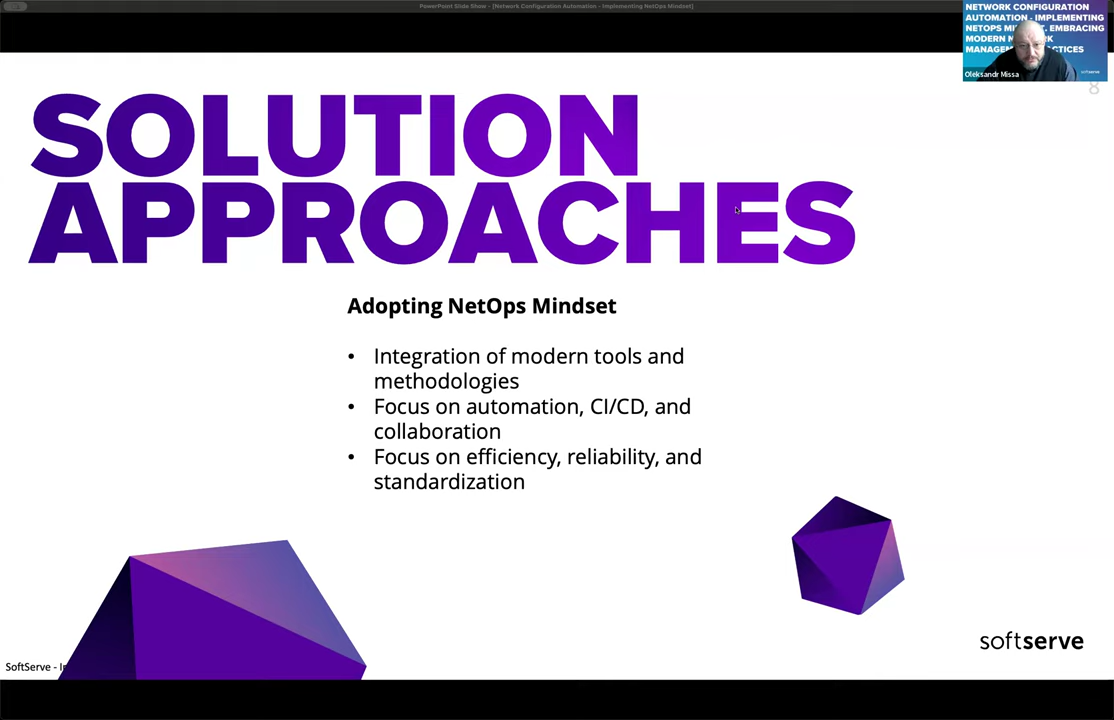 PowerPoint Slide Show - [Network Configuration Automation - Implementing NetOps Mindset]
NETWORK CONFIGURATION
AUTOMATION - IMPLEMENTING
NETOPS EMBRACING
MODERN
softserve
Oleksandr Missa
8
SOLUTION
APPROACHES
Adopting NetOps Mindset
• Integration of modern tools and
methodologies
• Focus on automation, CI/CD, and
collaboration
• Focus on efficiency, reliability, and
standardization
softserve
SoftServe -